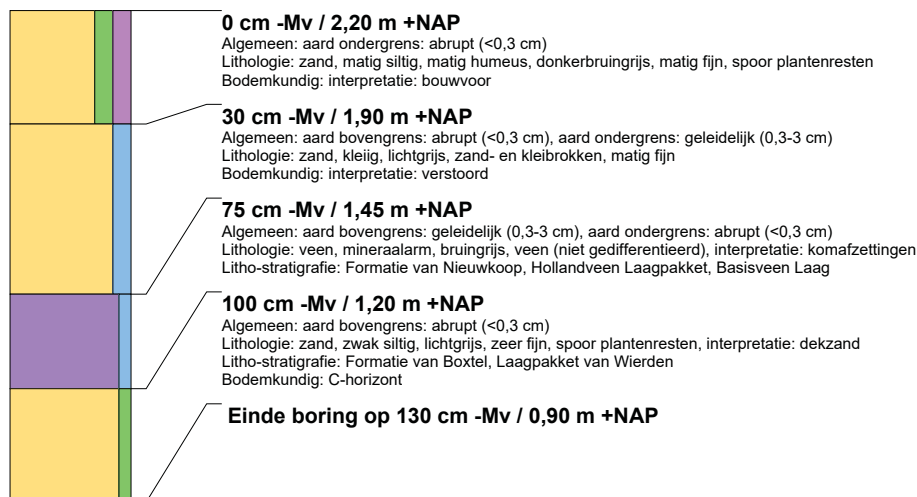 0 cm -Mv / 2,20 m +NAP
Algemeen: aard ondergrens: abrupt (<0,3 cm)
Lithologie: zand, matig siltig, matig humeus, donkerbruingrijs, matig fijn, spoor plantenresten
Bodemkundig: interpretatie: bouwvoor
30 cm -Mv / 1,90 m +NAP
Algemeen: aard bovengrens: abrupt (<0,3 cm), aard ondergrens: geleidelijk (0,3-3 cm)
Lithologie: zand, kleiig, lichtgrijs, zand- en kleibrokken, matig fijn
Bodemkundig: interpretatie: verstoord
75 cm -Mv / 1,45 m +NAP
Algemeen: aard bovengrens: geleidelijk (0,3-3 cm), aard ondergrens: abrupt (<0,3 cm)
Lithologie: veen, mineraalarm, bruingrijs, veen (niet gedifferentieerd), interpretatie: komafzettingen
Litho-stratigrafie: Formatie van Nieuwkoop, Hollandveen Laagpakket, Basisveen Laag
100 cm -Mv / 1,20 m +NAP
Algemeen: aard bovengrens: abrupt (<0,3 cm)
Lithologie: zand, zwak siltig, lichtgrijs, zeer fijn, spoor plantenresten, interpretatie: dekzand
Litho-stratigrafie: Formatie van Boxtel, Laagpakket van Wierden
Bodemkundig: C-horizont
Einde boring op 130 cm -Mv / 0,90 m +NAP